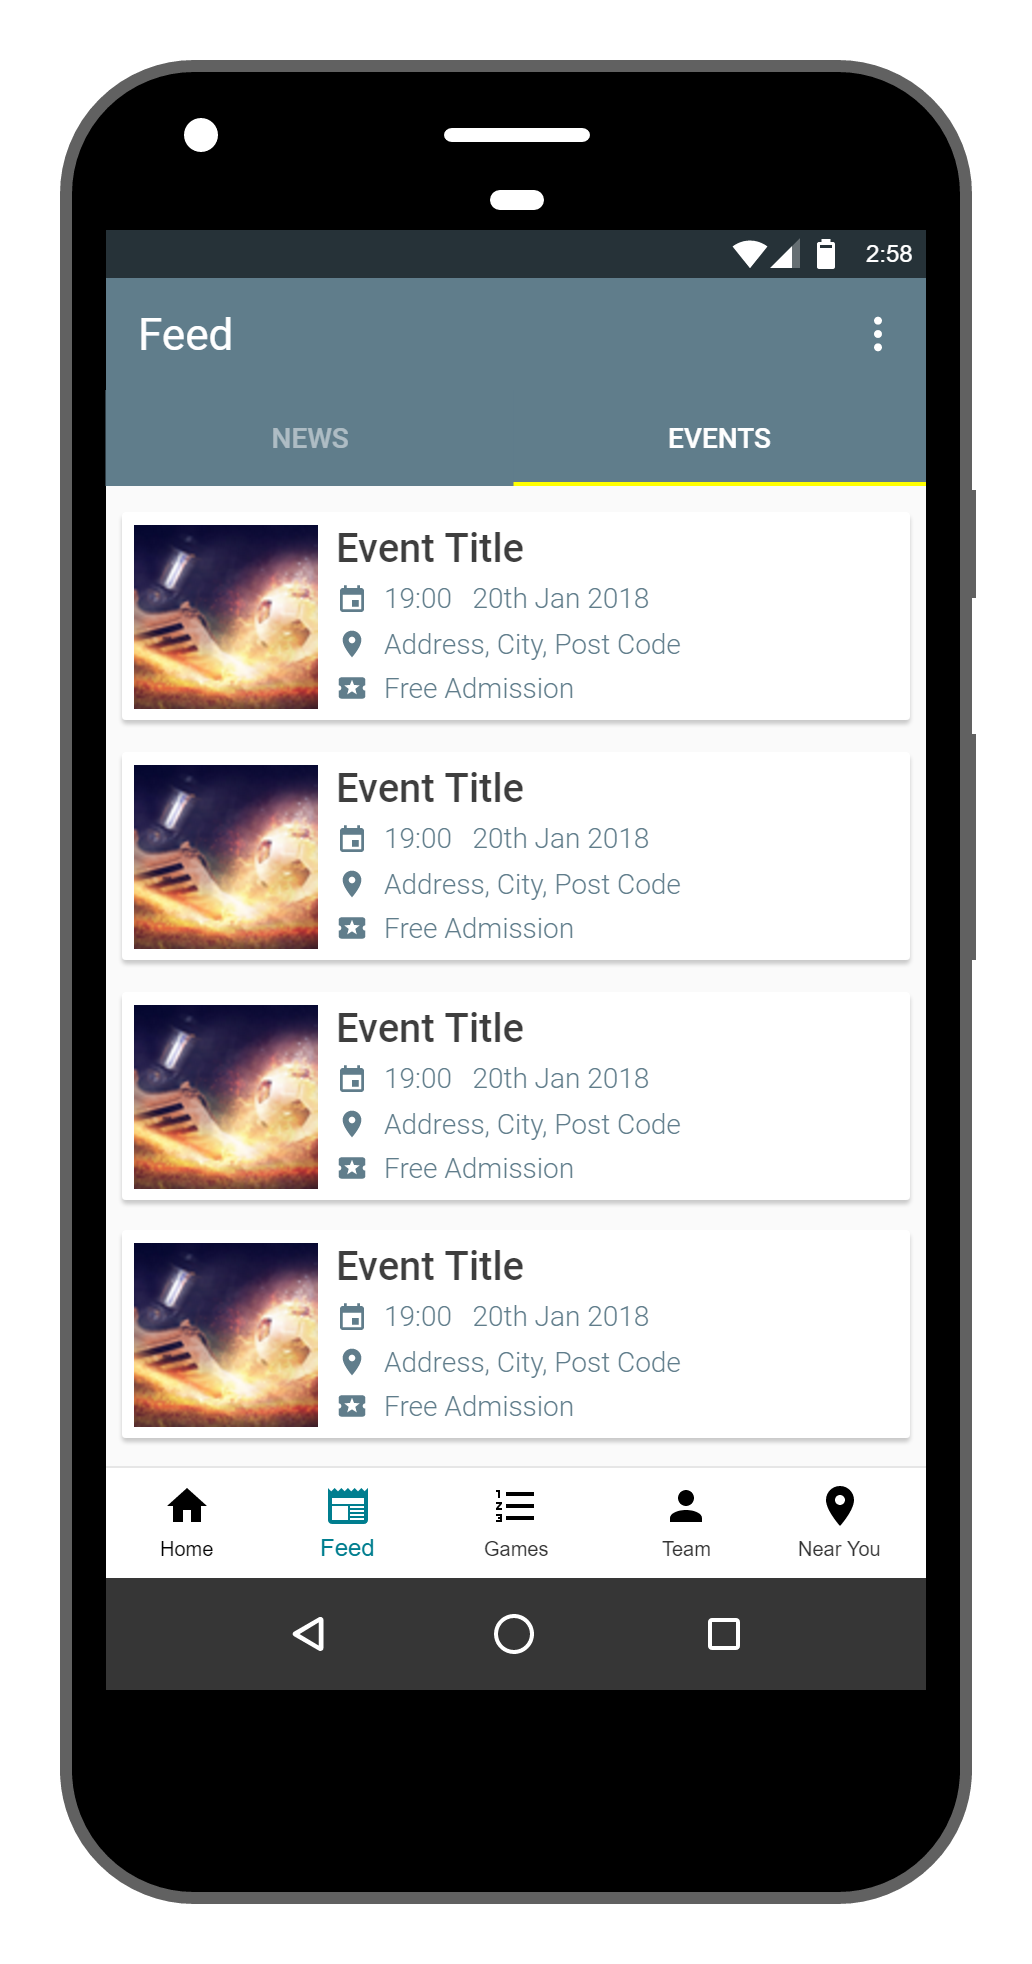 2:58
Feed
NEWS EVENTS
Event Title
19:00 20th Jan 2018
Address, City, Post Code
Free Admission
Event Title
19:00 20th Jan 2018
Address, City, Post Code
Free Admission
Event Title
19:00 20th Jan 2018
Address, City, Post Code
Free Admission
Event Title
19:00 20th Jan 2018
Address, City, Post Code
Free Admission
Home Feed Games Team Near You